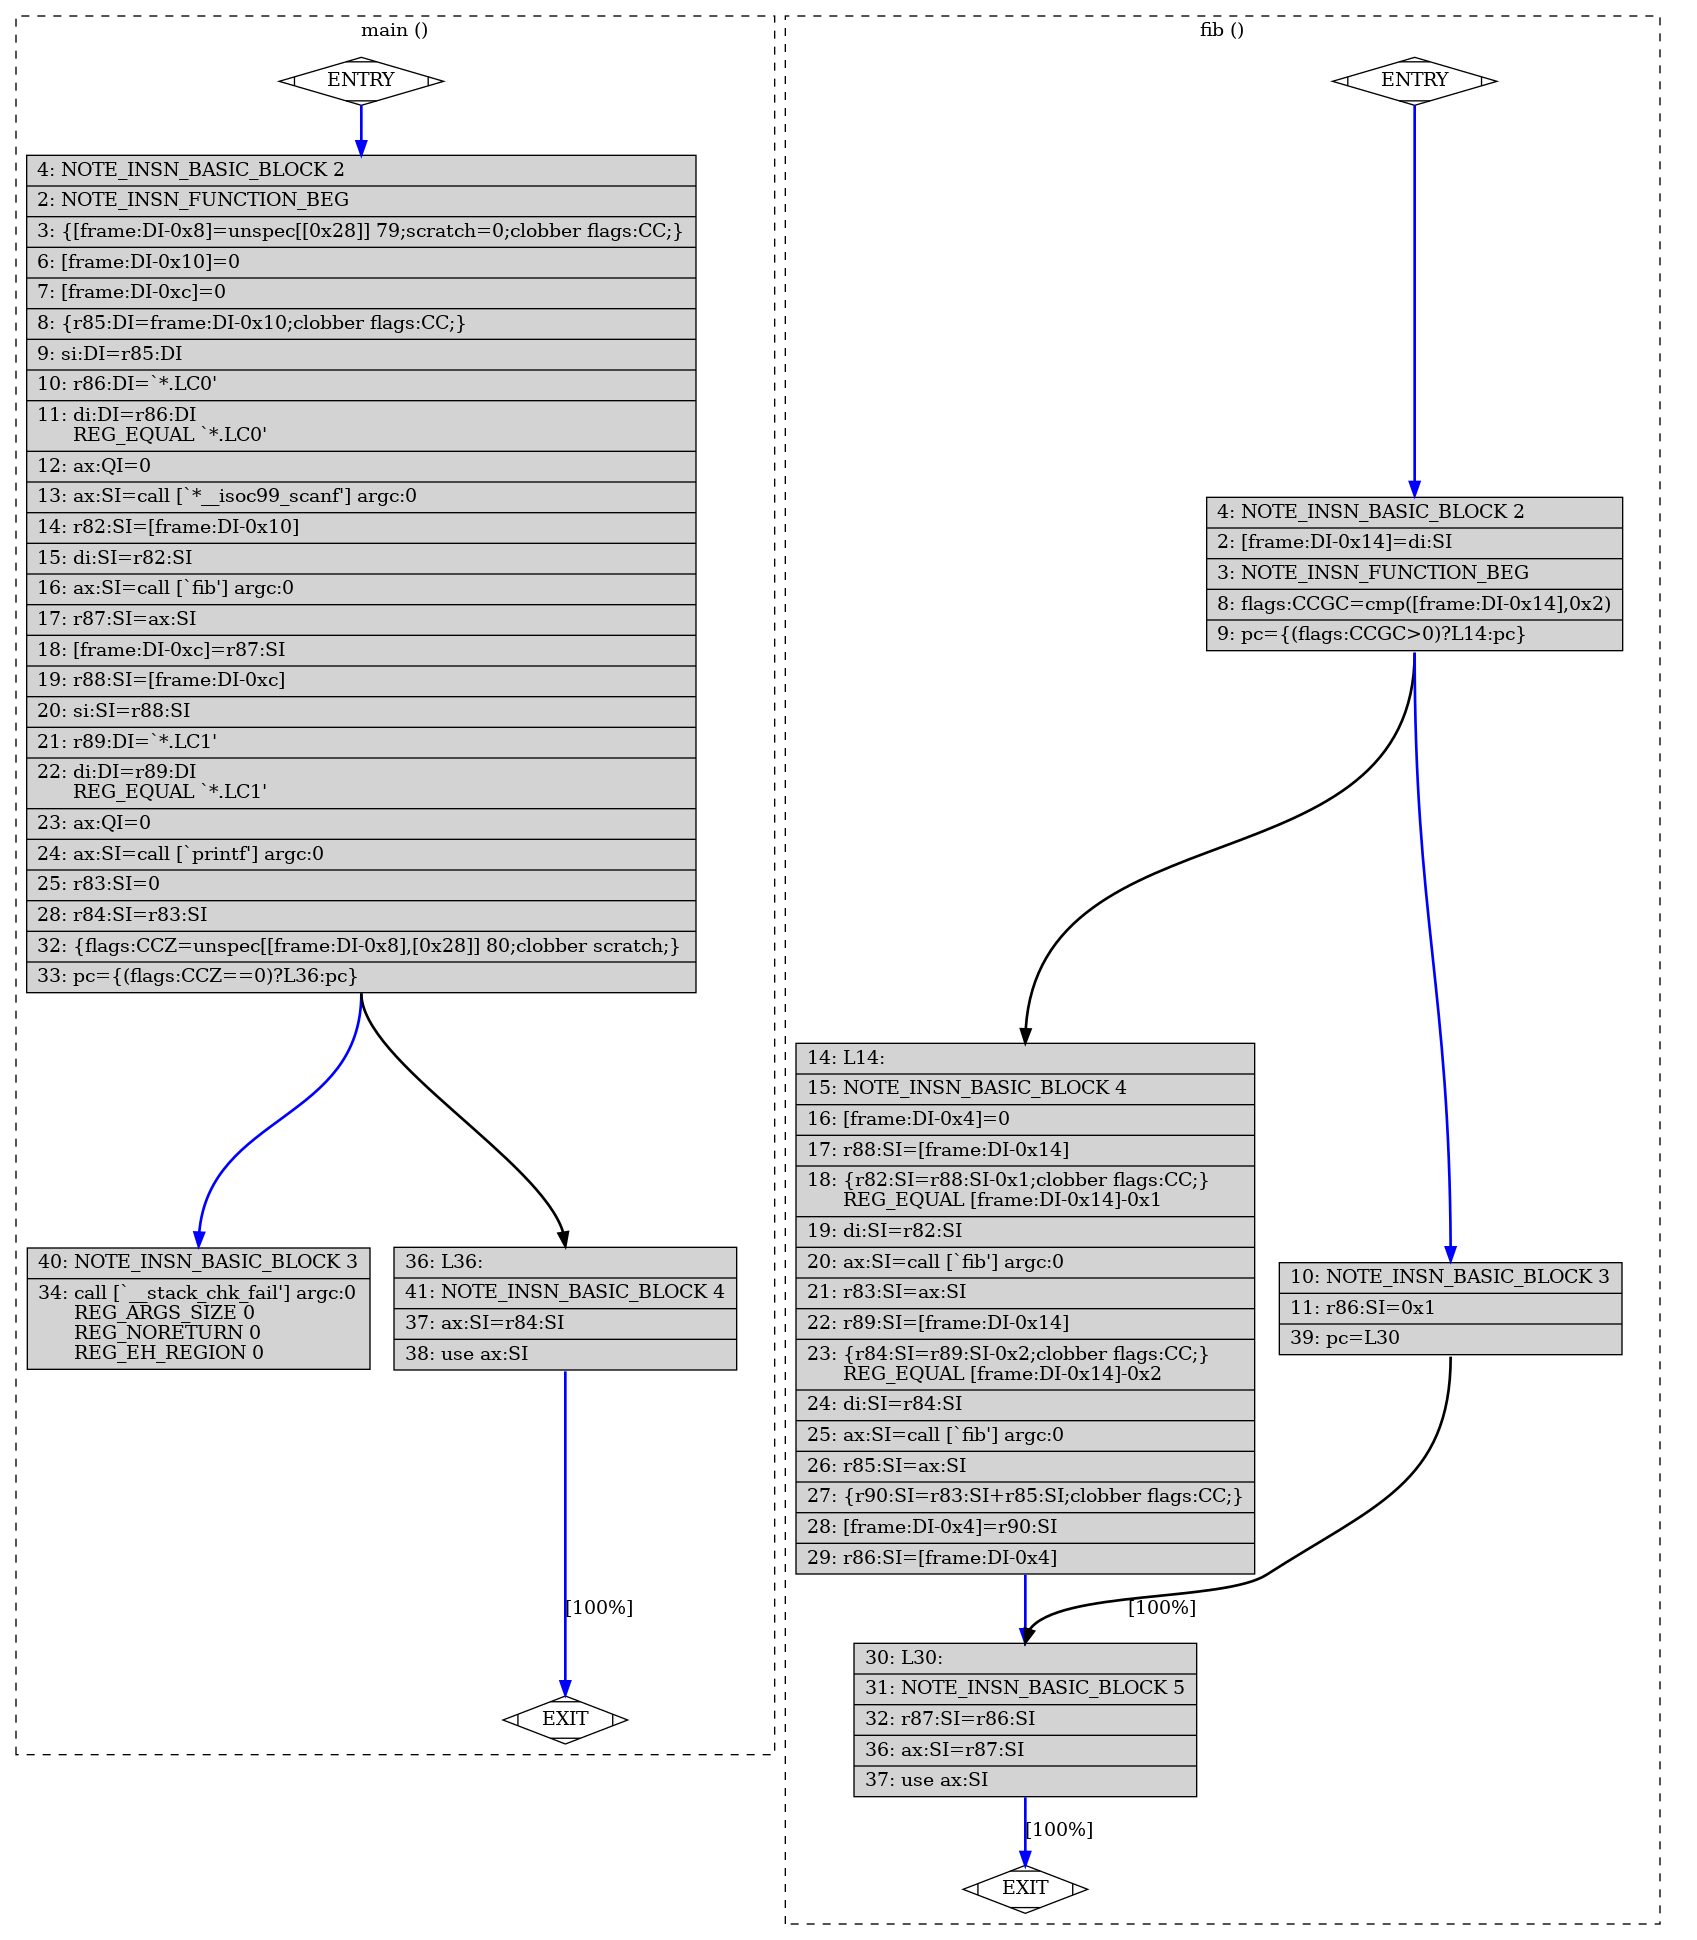 main ()
ENTRY
4: NOTE_INSN_BASIC_BLOCK 2
2: NOTE_INSN_FUNCTION_BEG
3: {[frame:DI-0x8]=unspec[[0x28]] 79;scratch=0;clobber flags:CC;}
6: [frame:DI-0x10]=0
7: [frame:DI-0xc]=0
8: {r85:DI=frame:DI-0x10;clobber flags:CC;}
9: si:DI=r85:DI
10: r86:DI=`*.LC0'
11: di:DI=r86:DI
REG_EQUAL `*.LC0'
12: ax:QI=0
13: ax:SI=call [`*__isoc99_scanf'] argc:0
14: r82:SI=[frame:DI-0x10]
15: di:SI=r82:SI
16: ax:SI=call [`fib'] argc:0
17: r87:SI=ax:SI
18: [frame:DI-0xc]=r87:SI
19: r88:SI=[frame:DI-0xc]
20: si:SI=r88:SI
21: r89:DI=`*.LC1'
22: di:DI=r89:DI
REG_EQUAL `*.LC1'
23: ax:QI=0
24: ax:SI=call [`printf'] argc:0
25: r83:SI=0
28: r84:SI=r83:SI
32: {flags:CCZ=unspec[[frame:DI-0x8],[0x28]] 80;clobber scratch;}
33: pc={(flags:CCZ==0)?L36:pc}
40: NOTE_INSN_BASIC_BLOCK 3
34: call [`__stack_chk_fail'] argc:0
REG_ARGS_SIZE 0
REG_NORETURN 0
REG_EH_REGION 0
36: L36:
41: NOTE_INSN_BASIC_BLOCK 4
37: ax:SI=r84:SI
38: use ax:SI
[100%]
EXIT
fib ()
ENTRY
4: NOTE_INSN_BASIC_BLOCK 2
2: [frame:DI-0x14]=di:SI
3: NOTE_INSN_FUNCTION_BEG
8: flags:CCGC=cmp([frame:DI-0x14],0x2)
9: pc={(flags:CCGC>0)?L14:pc}
14: L14:
15: NOTE_INSN_BASIC_BLOCK 4
16: [frame:DI-0x4]=0
17: r88:SI=[frame:DI-0x14]
18: {r82:SI=r88:SI-0x1;clobber flags:CC;}
REG_EQUAL [frame:DI-0x14]-0x1
19: di:SI=r82:SI
20: ax:SI=call [`fib'] argc:0
21: r83:SI=ax:SI
22: r89:SI=[frame:DI-0x14]
23: {r84:SI=r89:SI-0x2;clobber flags:CC;}
REG_EQUAL [frame:DI-0x14]-0x2
24: di:SI=r84:SI
25: ax:SI=call [`fib'] argc:0
26: r85:SI=ax:SI
27: {r90:SI=r83:SI+r85:SI;clobber flags:CC;}
28: [frame:DI-0x4]=r90:SI
29: r86:SI=[frame:DI-0x4]
10: NOTE_INSN_BASIC_BLOCK 3
11: r86:SI=0x1
39: pc=L30
[100%]
30: L30:
31: NOTE_INSN_BASIC_BLOCK 5
32: r87:SI=r86:SI
36: ax:SI=r87:SI
37: use ax:SI
[100%]
EXIT